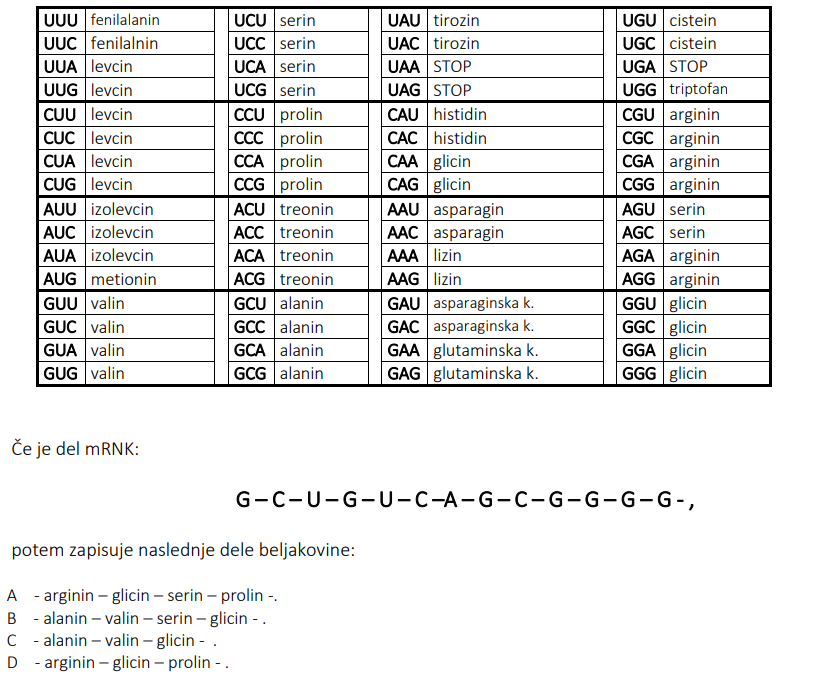 UUU fenilalanin UCU serin UAU tirozin UGU cistein
UUC fenilalnin UCC serin UAC tirozin UGC cistein
UUA levcin UCA serin UAA STOP UGA STOP
UUG levcin UCG serin UAG STOP UGG triptofan
CUU levcin CCU prolin CAU histidin CGU arginin
CUC levcin CCC prolin CAC histidin CGC arginin
CUA levcin CCA prolin CAA glicin CGA arginin
CUG levcin CCG prolin CAG glicin CGG arginin
AUU izolevcin ACU treonin AAU asparagin AGU serin
AUC izolevcin ACC treonin AAC asparagin AGC serin
AUA izolevcin ACA treonin AAA lizin AGA arginin
AUG metionin ACG treonin AAG lizin AGG arginin
GUU valin GCU alanin GAU asparaginska k. GGU glicin
GUC valin GCC alanin GAC asparaginska k. GGC glicin
GUA valin GCA alanin GAA glutaminska k. GGA glicin
GUG valin GCG alanin GAG glutaminska k. GGG glicin
Če je del mRNK:
G – C – U – G – U – C –A – G – C – G – G – G – G - ,
potem zapisuje naslednje dele beljakovine:
A - arginin – glicin – serin – prolin -.
B - alanin – valin – serin – glicin - .
C - alanin – valin – glicin - .
D - arginin – glicin – prolin - .